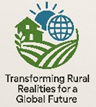 Transforming Rural
Realities for a
Global Future